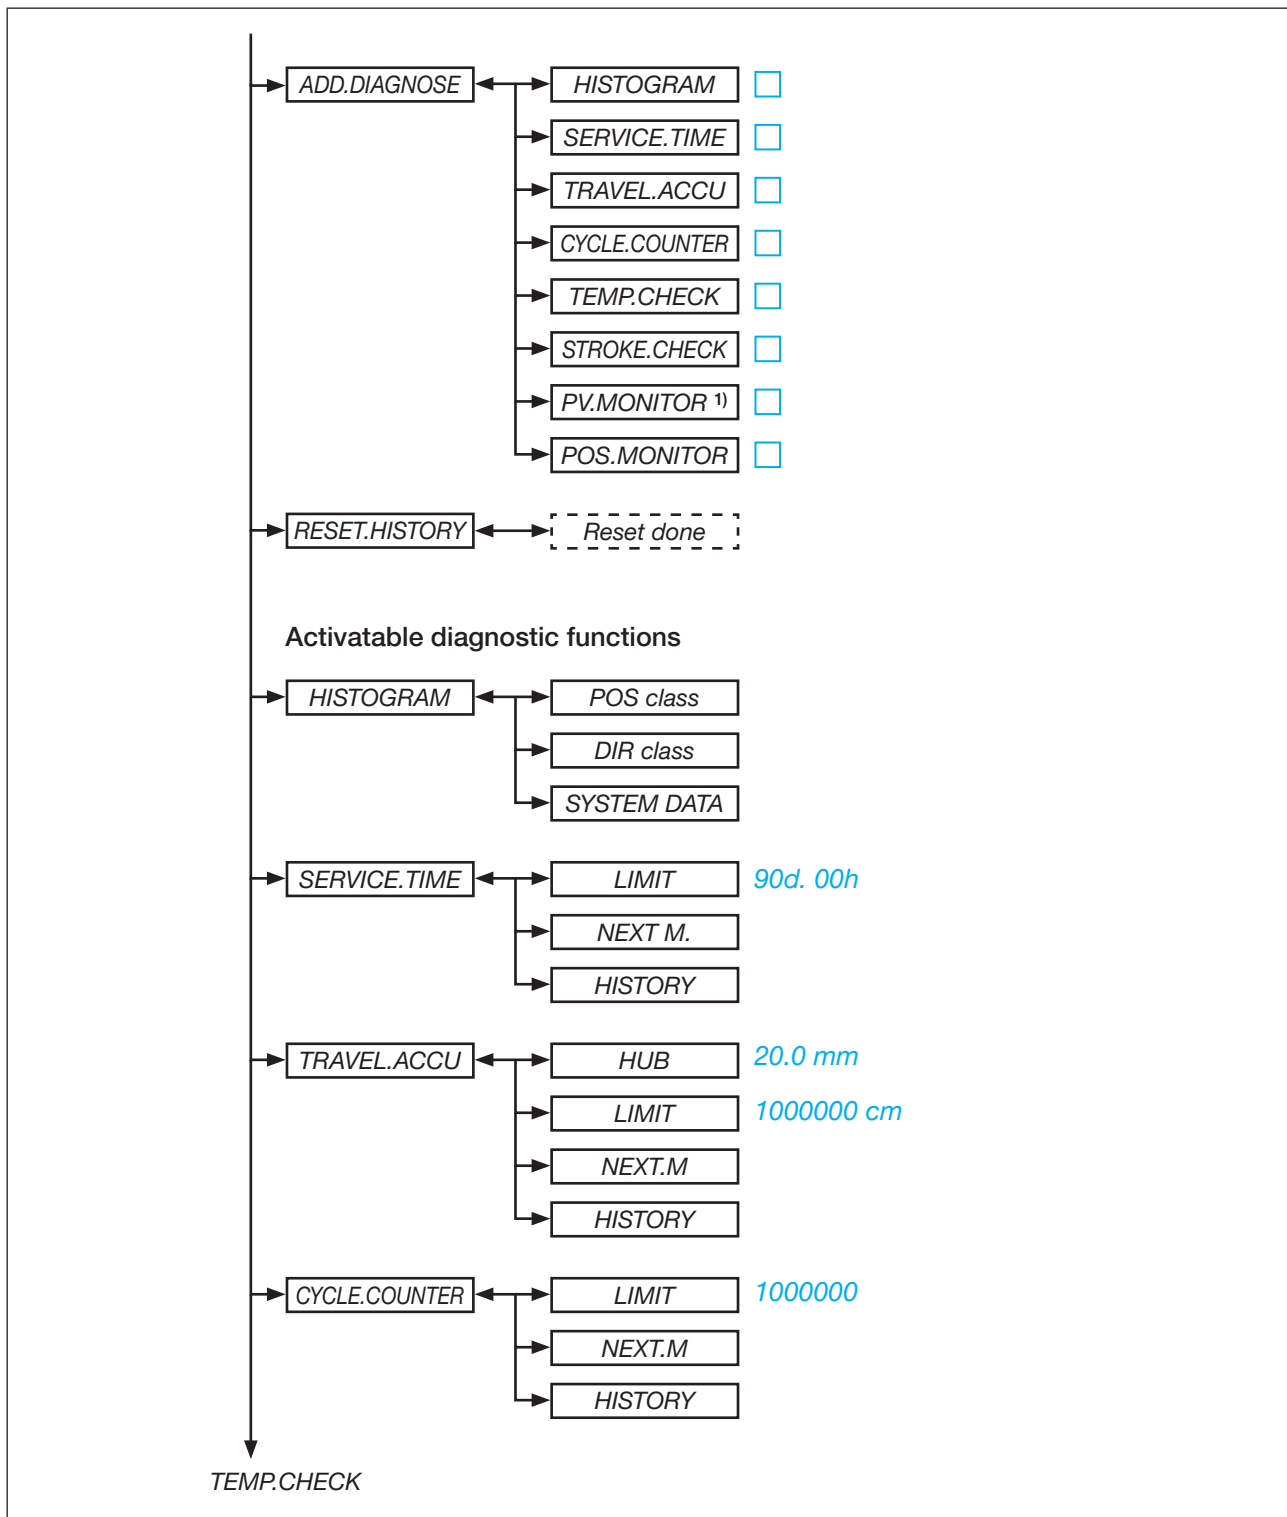 ADD.DIAGNOSE HISTOGRAM
SERVICE.TIME
TRAVEL.ACCU
CYCLE.COUNTER
TEMP.CHECK
STROKE.CHECK
PV.MONITOR 1)
POS.MONITOR
RESET.HISTORY Reset done
Activatable diagnostic functions
HISTOGRAM POS class
DIR class
SYSTEM DATA
SERVICE.TIME LIMIT 90d. 00h
NEXT M.
HISTORY
TRAVEL.ACCU HUB 20.0 mm
LIMIT 1000000 cm
NEXT.M
HISTORY
CYCLE.COUNTER LIMIT 1000000
NEXT.M
HISTORY
TEMP.CHECK